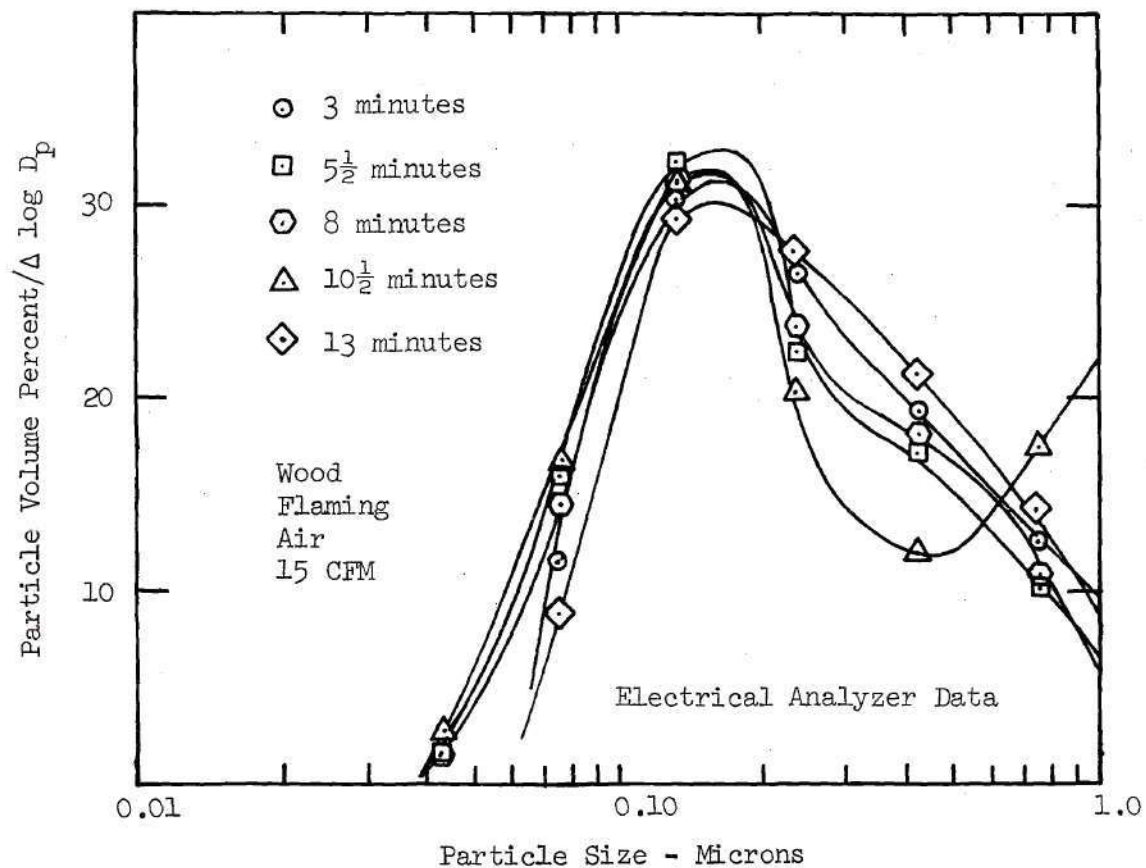 Particle Volume Percent/Δ log Dp
30
20
10
3 minutes
5½ minutes
8 minutes
10½ minutes
13 minutes
Wood
Flaming
Air
15 CFM
Electrical Analyzer Data
0.01
0.10
1.0
Particle Size - Microns